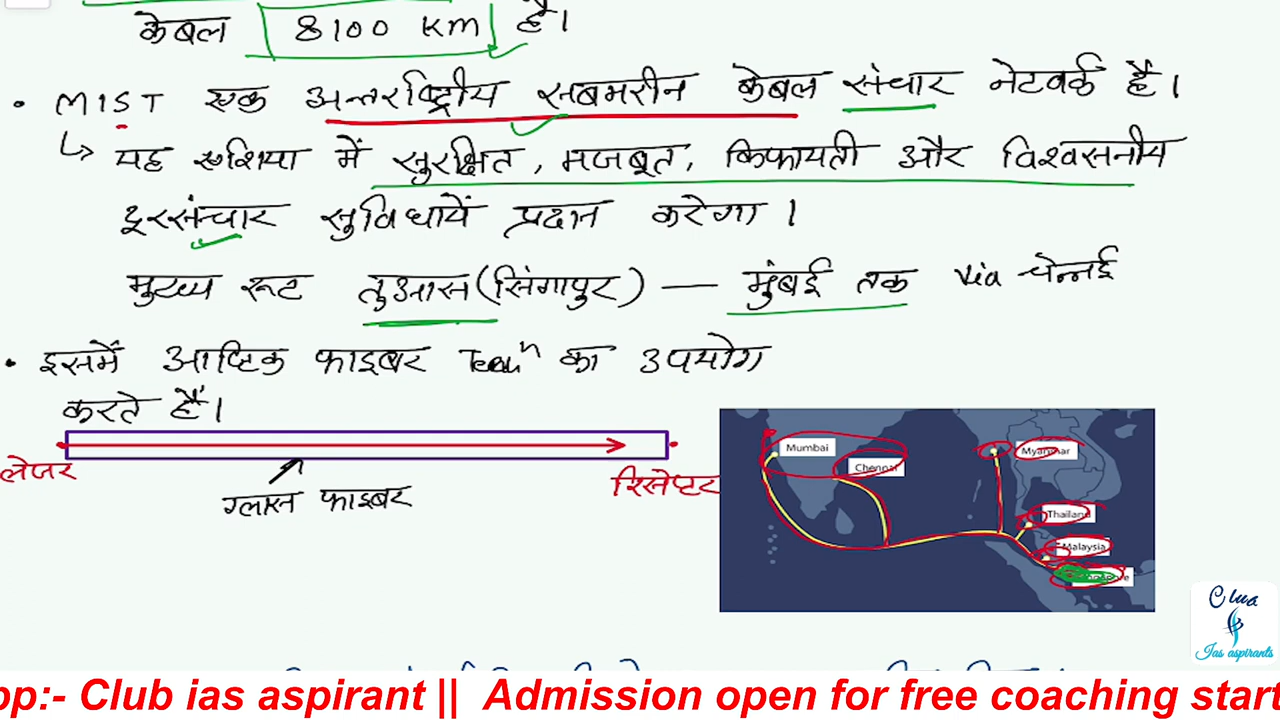 केबल 8100 KM है।
• MIST एक अन्तर्राष्ट्रीय सबमरीन केबल संचार नेटवर्क है।
↳ यह एशिया में सुरक्षित, मजबूत, किफायती और विश्वसनीय
दूरसंचार सुविधायें प्रदान करेगा।
मुख्य रूट तुआस (सिंगापुर) — मुंबई तक via चेन्नई
• इसमें आप्टिक फाइबर Techn का उपयोग
करते हैं।
लेजर
रिसेप्टर
ग्लास फाइबर
Mumbai
Chennai
Myanmar
Thailand
Malaysia
Singapore
Club
Ias aspirants
pp:- Club ias aspirant || Admission open for free coaching start